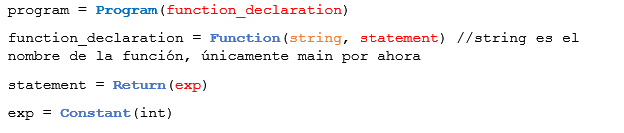 program = Program(function_declaration)
function_declaration = Function(string, statement) //string es el
nombre de la función, únicamente main por ahora
statement = Return(exp)
exp = Constant(int)